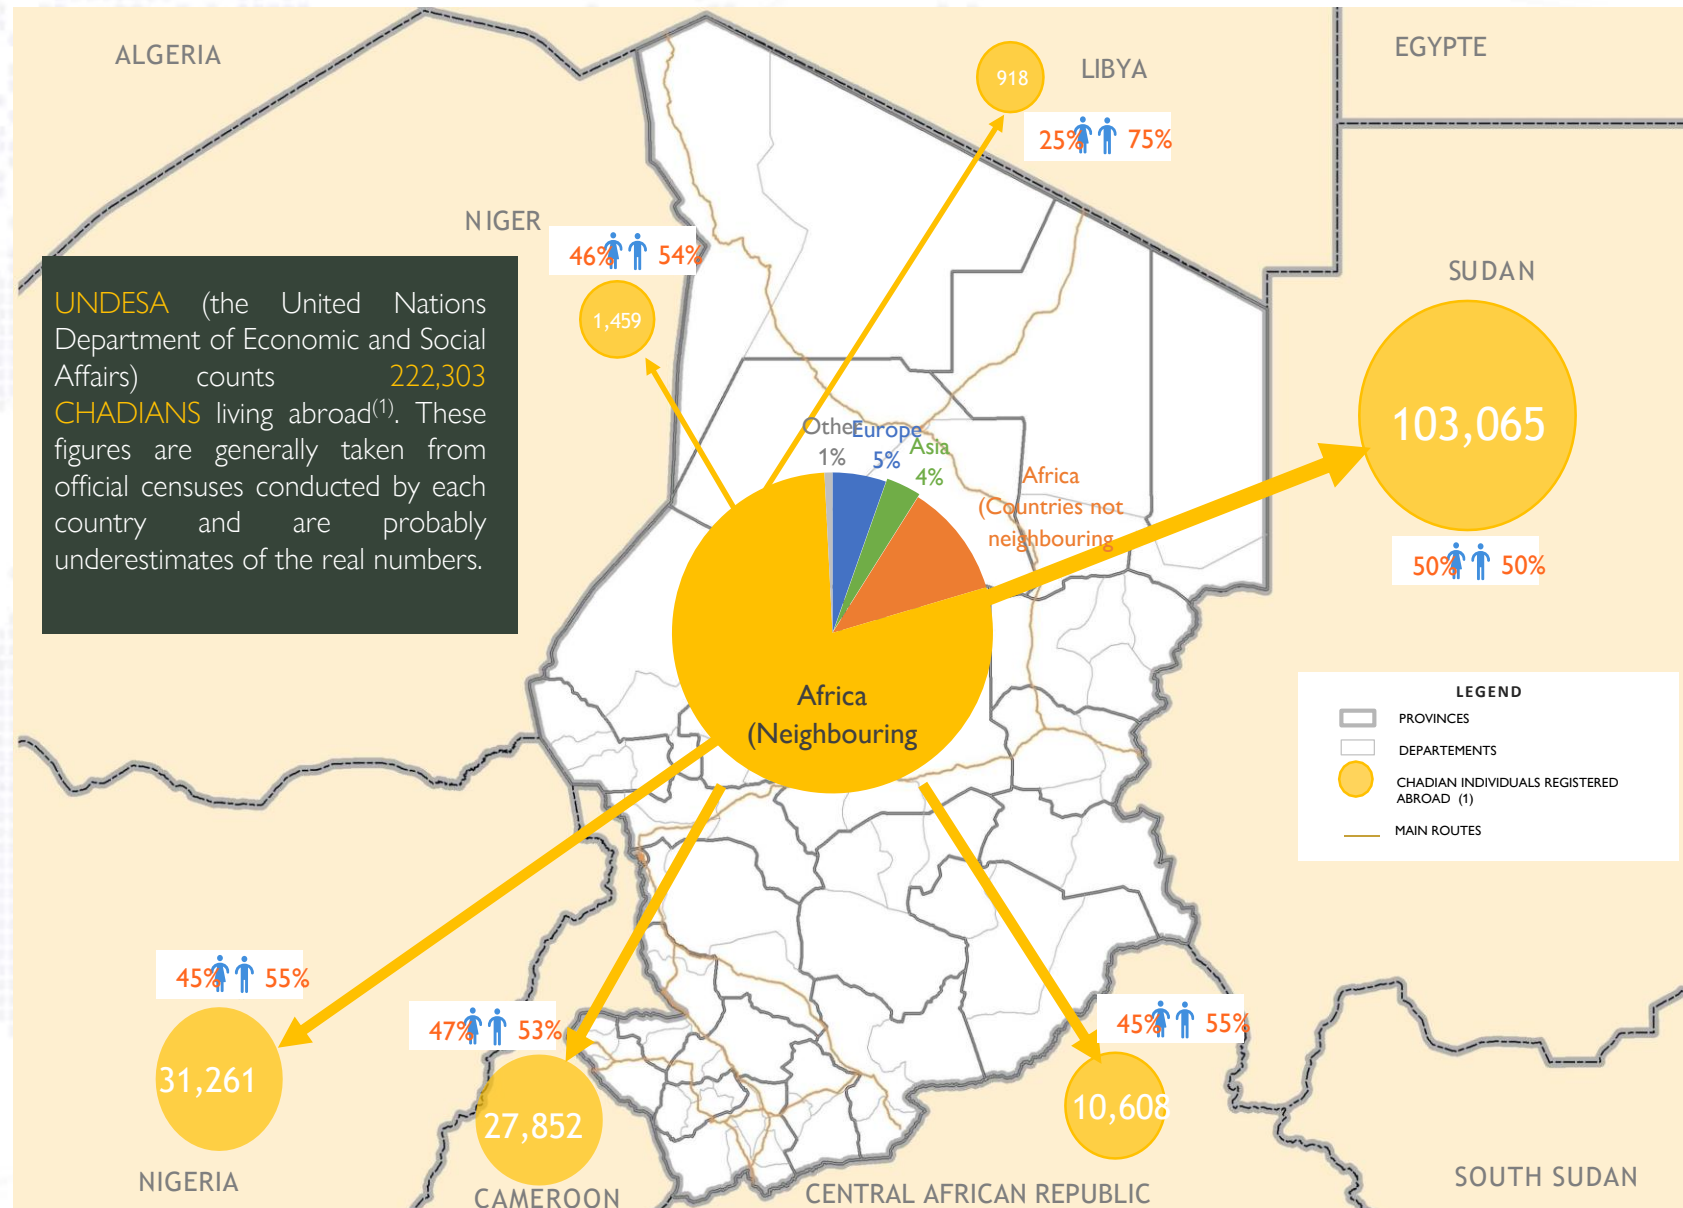 ALGERIA
LIBYA
EGYPTE
918
25% 75%
NIGER
46% 54%
1,459
SUDAN
103,065
50% 50%
UNDESA (the United Nations
Department of Economic and Social
Affairs) counts 222,303
CHADIANS living abroad(1). These
figures are generally taken from
official censuses conducted by each
country and are probably
underestimates of the real numbers.
Other
1%
Europe
5%
Asia
4%
Africa
(Countries not
neighbouring
Africa
(Neighbouring
LEGEND
PROVINCES
DEPARTEMENTS
CHADIAN INDIVIDUALS REGISTERED
ABROAD (1)
MAIN ROUTES
45% 55%
31,261
NIGERIA
47% 53%
27,852
CAMEROON
45% 55%
10,608
CENTRAL AFRICAN REPUBLIC
SOUTH SUDAN